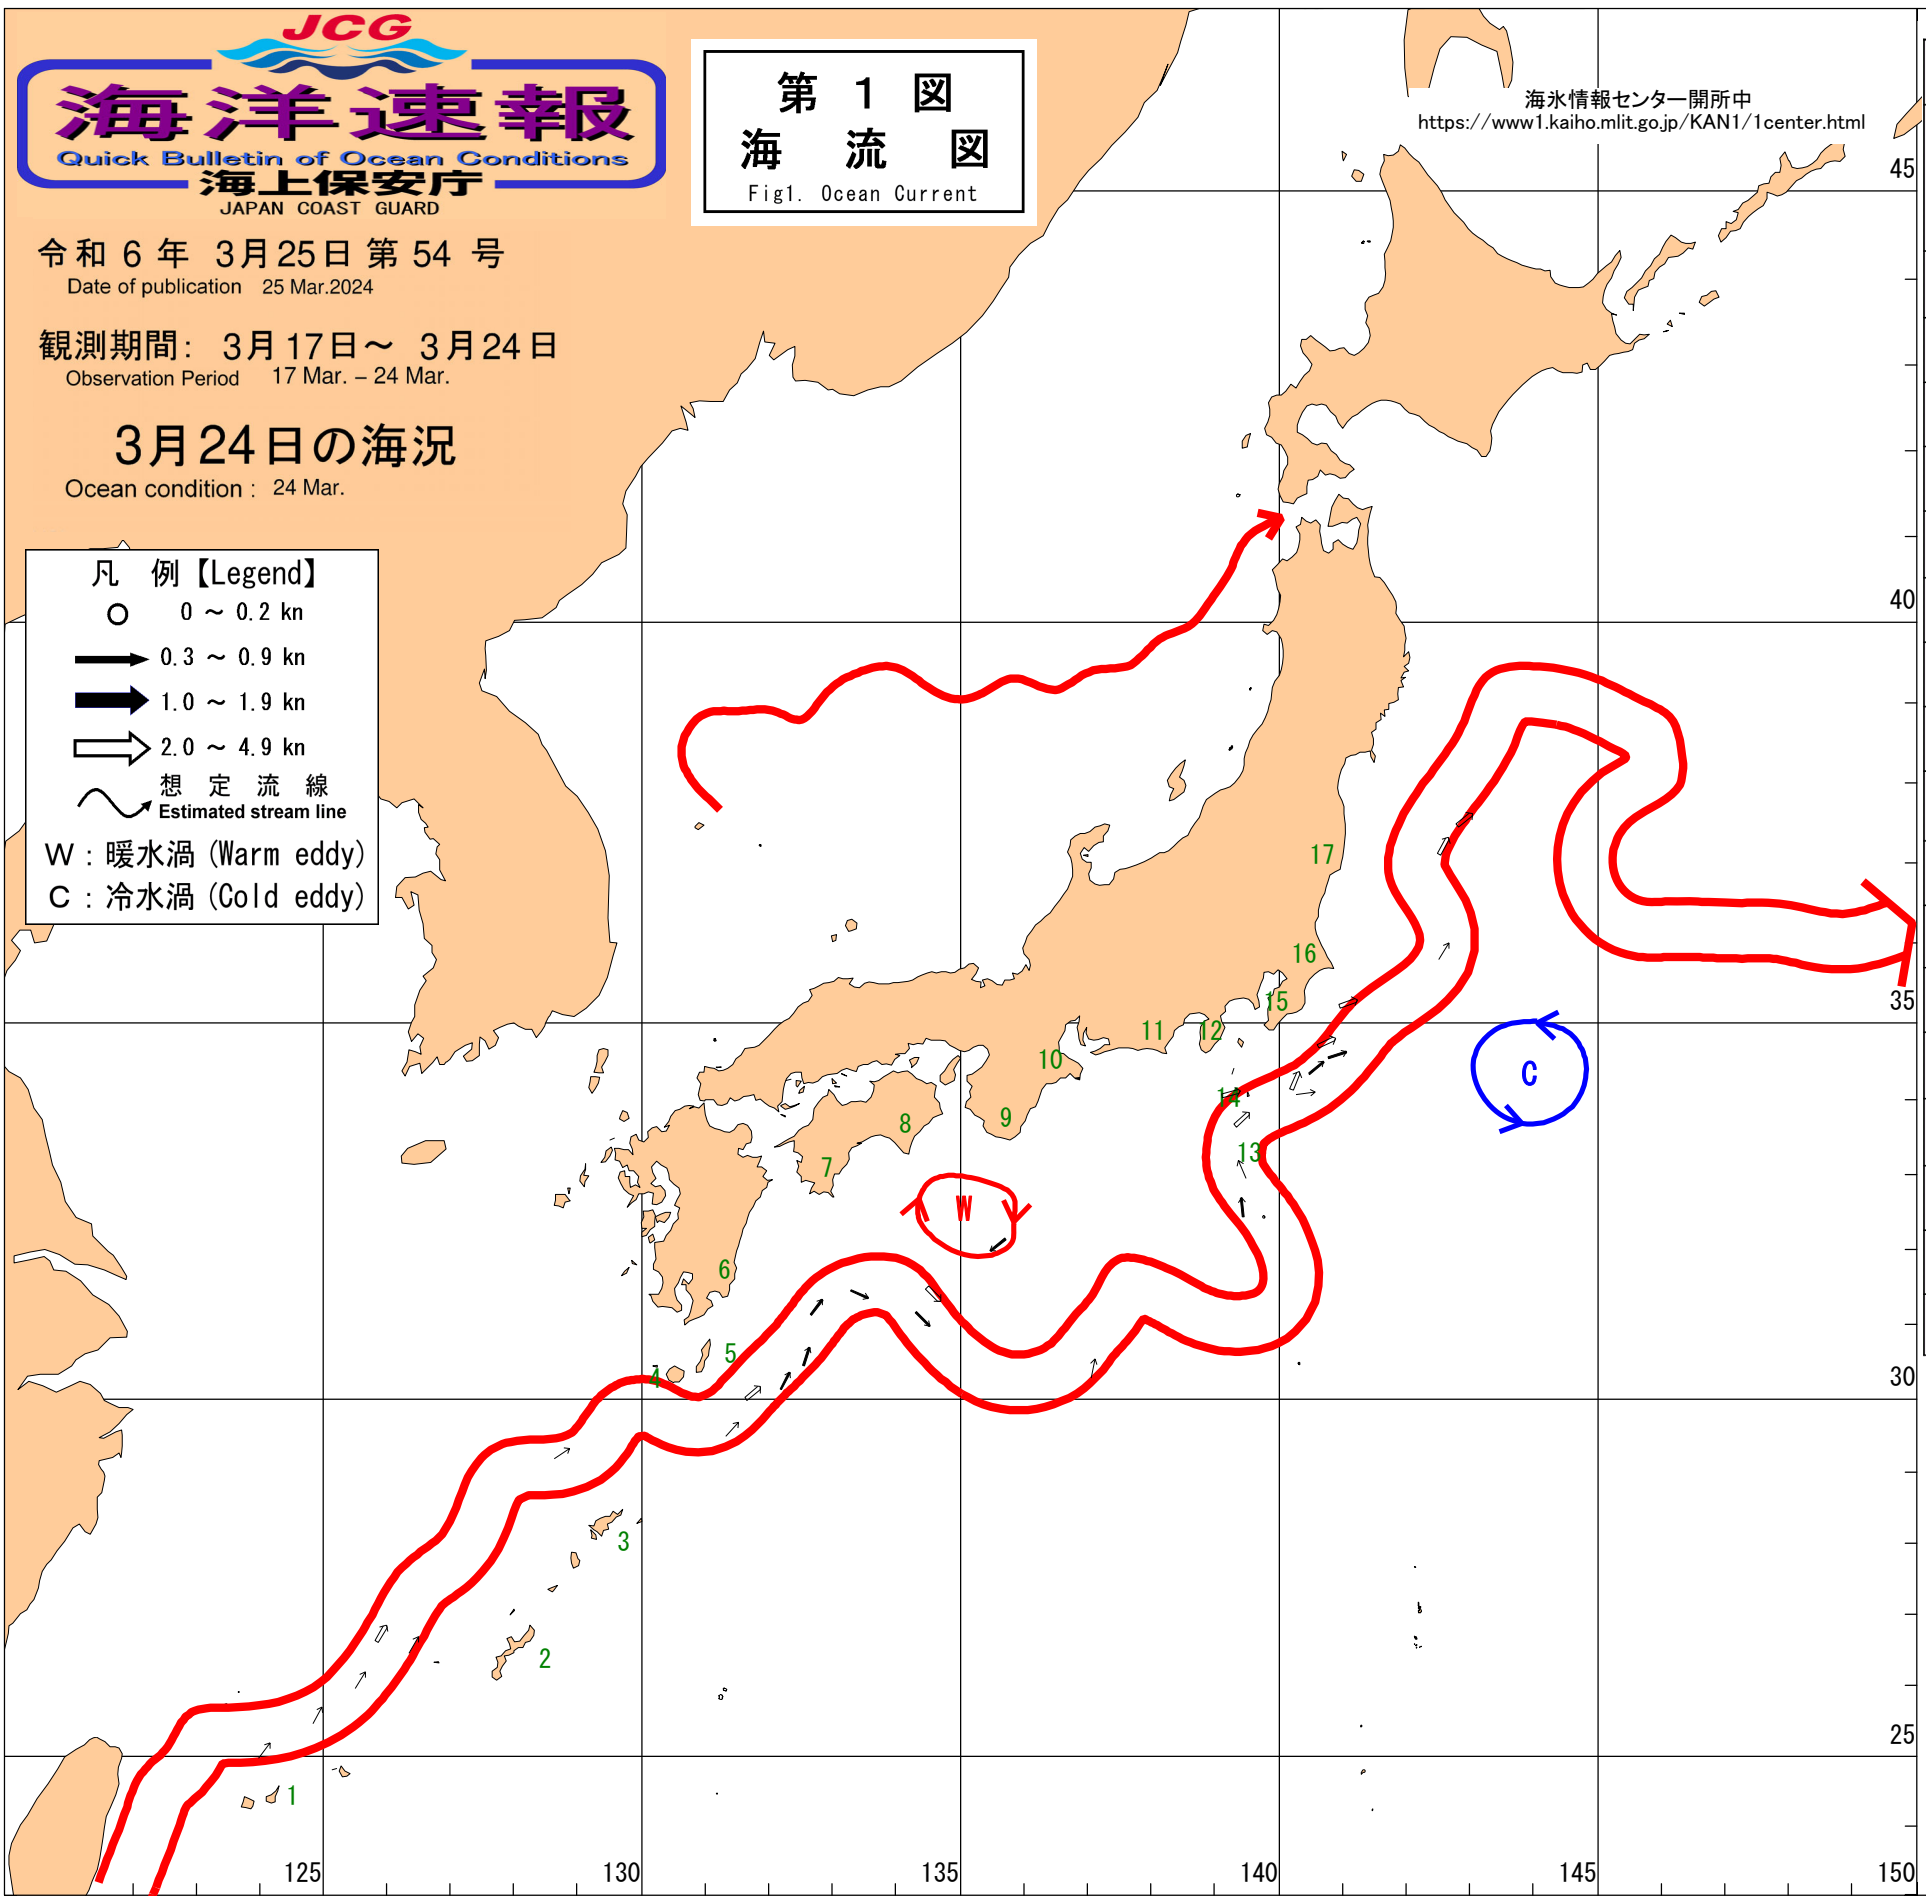 JCG
海洋速報
Quick Bulletin of Ocean Conditions
海上保安庁
JAPAN COAST GUARD
令和 6 年 3月25日 第 54 号
Date of publication 25 Mar.2024
観測期間: 3月17日～ 3月24日
Observation Period 17 Mar. – 24 Mar.
3月24日の海況
Ocean condition : 24 Mar.
第 1 図
海 流 図
Fig1. Ocean Current
海氷情報センター開所中
https://www1.kaiho.mlit.go.jp/KAN1/1center.html
凡 例【Legend】
0 ～ 0.2 kn
0.3 ～ 0.9 kn
1.0 ～ 1.9 kn
2.0 ～ 4.9 kn
想 定 流 線
Estimated stream line
W : 暖水渦 (Warm eddy)
C : 冷水渦 (Cold eddy)
45
40
17
16
35
15
12
11
10
C
14
9
8
13
7
W
6
5
4
30
3
2
25
1
125
130
135
140
145
150